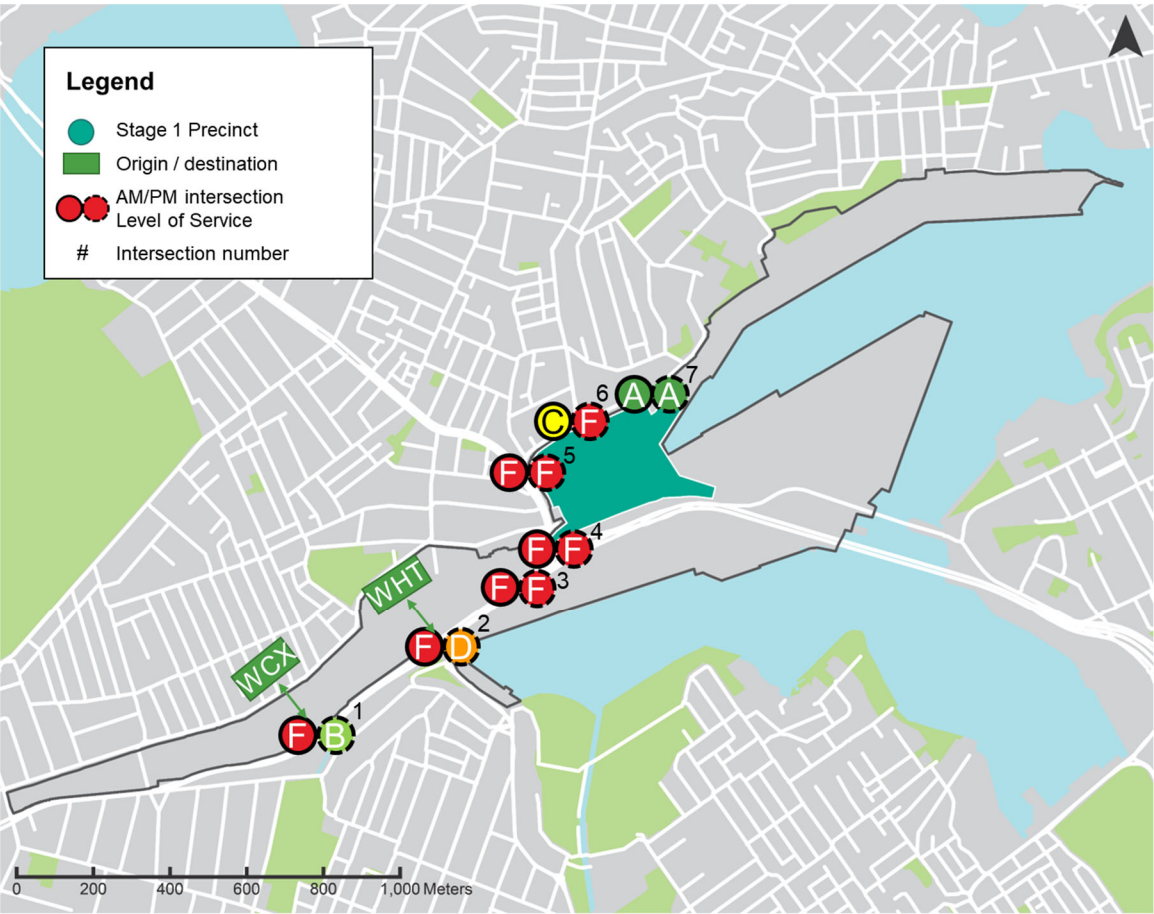 Legend
Stage 1 Precinct
Origin / destination
AM/PM intersection
Level of Service
# Intersection number
7
6
A A
C F
5
F F
4
F F
WHT
3
F F
2
F D
WCX
1
F B
0 200 400 600 800 1,000 Meters